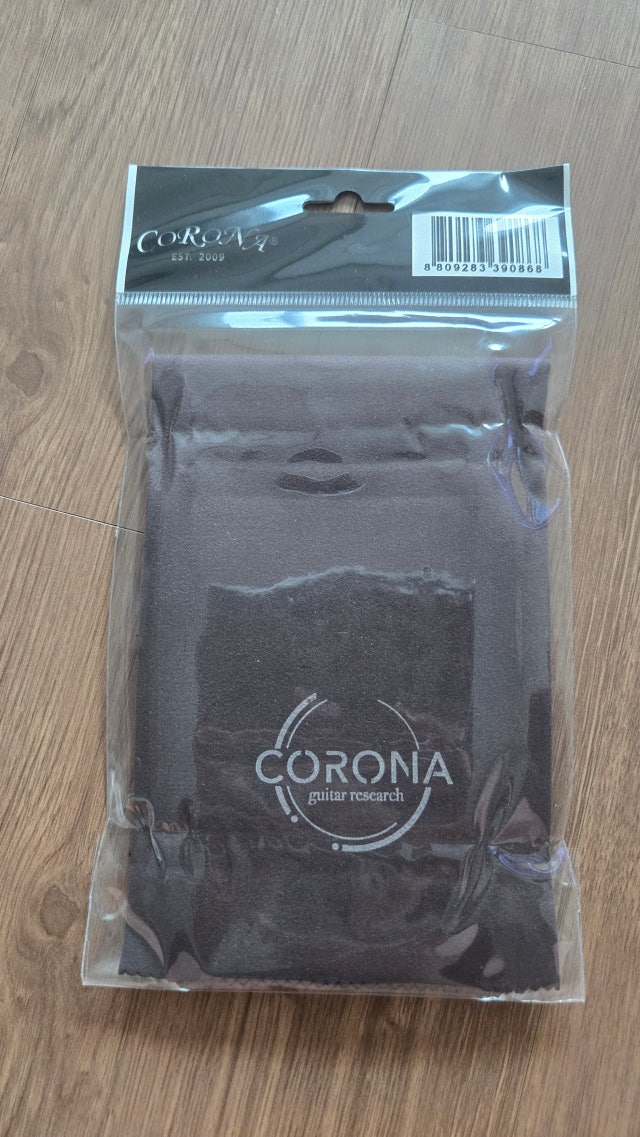 CORONA®
EST. 2009
8 809283 390868
CORONA
guitar research